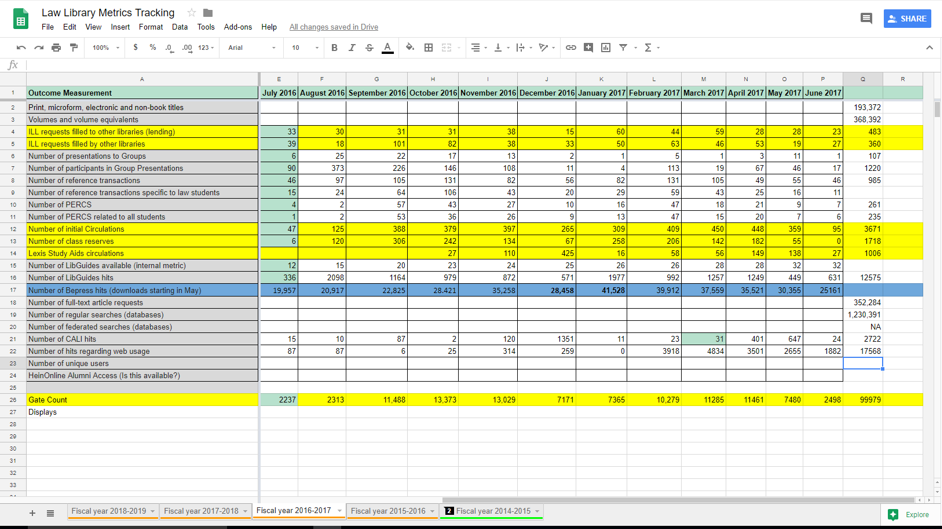 Law Library Metrics Tracking
SHARE
File Edit View Insert Format Data Tools Add-ons Help All changes saved in Drive
100% $ % .0 .00 123 Arial 10 B I S A
fx
A E F G H I J K L M N O P Q R
1 Outcome Measurement July 2016 August 2016 September 2016 October 2016 November 2016 December 2016 January 2017 February 2017 March 2017 April 2017 May 2017 June 2017
2 Print, microform, electronic and non-book titles 193,372
3 Volumes and volume equivalents 368.392
4 ILL requests filled to other libraries (lending) 33 30 31 31 38 15 60 44 59 28 28 23 483
5 ILL requests filled by other libraries 39 18 101 82 38 33 50 63 46 53 19 27 360
6 Number of presentations to Groups 6 25 22 17 13 2 1 5 1 3 11 1 107
7 Number of participants in Group Presentations 90 373 226 146 108 11 4 113 19 67 46 17 1220
8 Number of reference transactions 46 97 105 131 82 56 82 131 105 49 55 46 985
9 Number of reference transactions specific to law students 15 24 64 106 43 20 29 59 43 25 16 11
10 Number of PERCS 4 2 57 43 27 10 16 47 18 21 9 7 261
11 Number of PERCS related to all students 1 2 53 36 26 9 13 47 15 20 7 6 235
12 Number of initial Circulations 47 125 388 379 397 265 309 409 450 448 359 95 3671
13 Number of class reserves 6 120 306 242 134 67 258 206 142 182 55 0 1718
14 Lexis Study Aids circulations 27 110 425 16 58 56 149 138 27 1006
15 Number of LibGuides available (internal metric) 12 15 20 23 24 25 26 26 28 28 32 32
16 Number of LibGuides hits 336 2098 1164 979 872 571 1977 992 1257 1249 449 631 12575
17 Number of Bepress hits (downloads starting in May) 19,957 20,917 22,825 28.421 35,258 28,458 41,528 39,912 37,559 35,521 30,355 25161
18 Number of full-text article requests 352,284
19 Number of regular searches (databases) 1,230,391
20 Number of federated searches (databases) NA
21 Number of CALI hits 15 10 87 2 120 1351 11 23 31 401 647 24 2722
22 Number of hits regarding web usage 87 87 6 25 314 259 0 3918 4834 3501 2655 1882 17568
23 Number of unique users
24 HeinOnline Alumni Access (Is this available?)
25
26 Gate Count 2237 2313 11,488 13,373 13,029 7171 7365 10,279 11285 11461 7480 2498 99979
27 Displays
28
29
30
31
32
33
Fiscal year 2018-2019 Fiscal year 2017-2018 Fiscal year 2016-2017 Fiscal year 2015-2016 2 Fiscal year 2014-2015 Explore